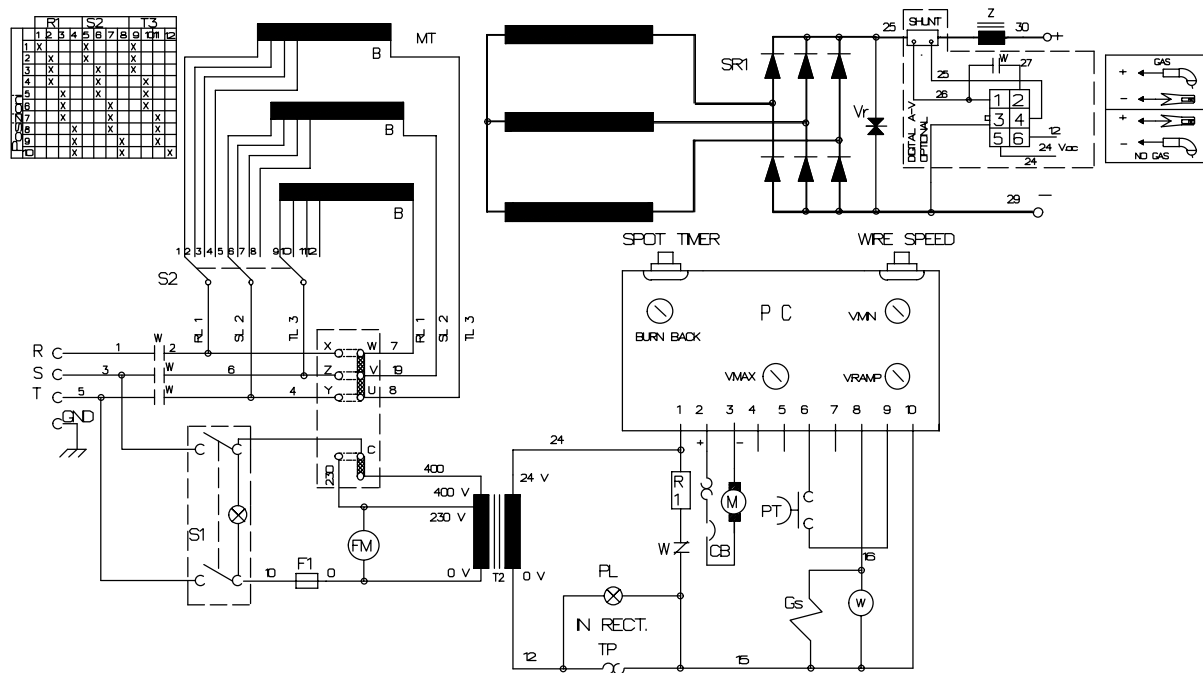 R1 S2 T3
1 2 3 4 5 6 7 8 9 10 11 12
Position
1 X X X
2 X X X
3 X X X
4 X X X
5 X X X
6 X X X
7 X X X
8 X X X
9 X X X
10 X X X
MT
B
B
B
1 2 3 4 5 6 7 8 9 10 11 12
S2
RL 1 SL 2 TL 3
RL 1 SL 2 TL 3
R 1 W 2 X W 7
S 3 W 6 Z V 19
T 5 W 4 Y U 8
GND
C
230
400
S1
10 F1 0
FM
400 V
230 V
0 V
T2
24 V
0 V
24
12
SR1
Vr
25 SHUNT Z 30 +
W
27
25
26
1 2
3 4
5 6
12
24 Vac
24
DIGITAL A-V
OPTIONAL
29 −
GAS
+
−
+
−
NO GAS
SPOT TIMER WIRE SPEED
PC
BURN BACK
VMIN
VMAX
VRAMP
1 2 3 4 5 6 7 8 9 10
+ −
R
1
W
M
CB
PT
16
PL
IN RECT.
TP
Gs
W
15